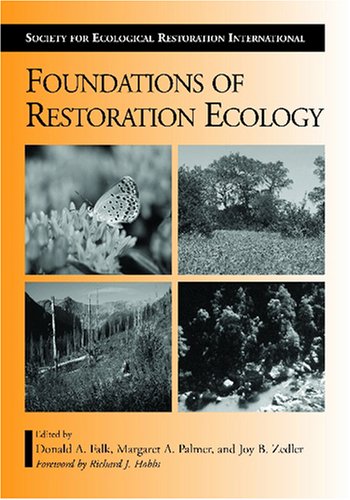 Society for Ecological Restoration International
Foundations of
Restoration Ecology
Edited by
Donald A. Falk, Margaret A. Palmer, and Joy B. Zedler
Foreword by Richard J. Hobbs